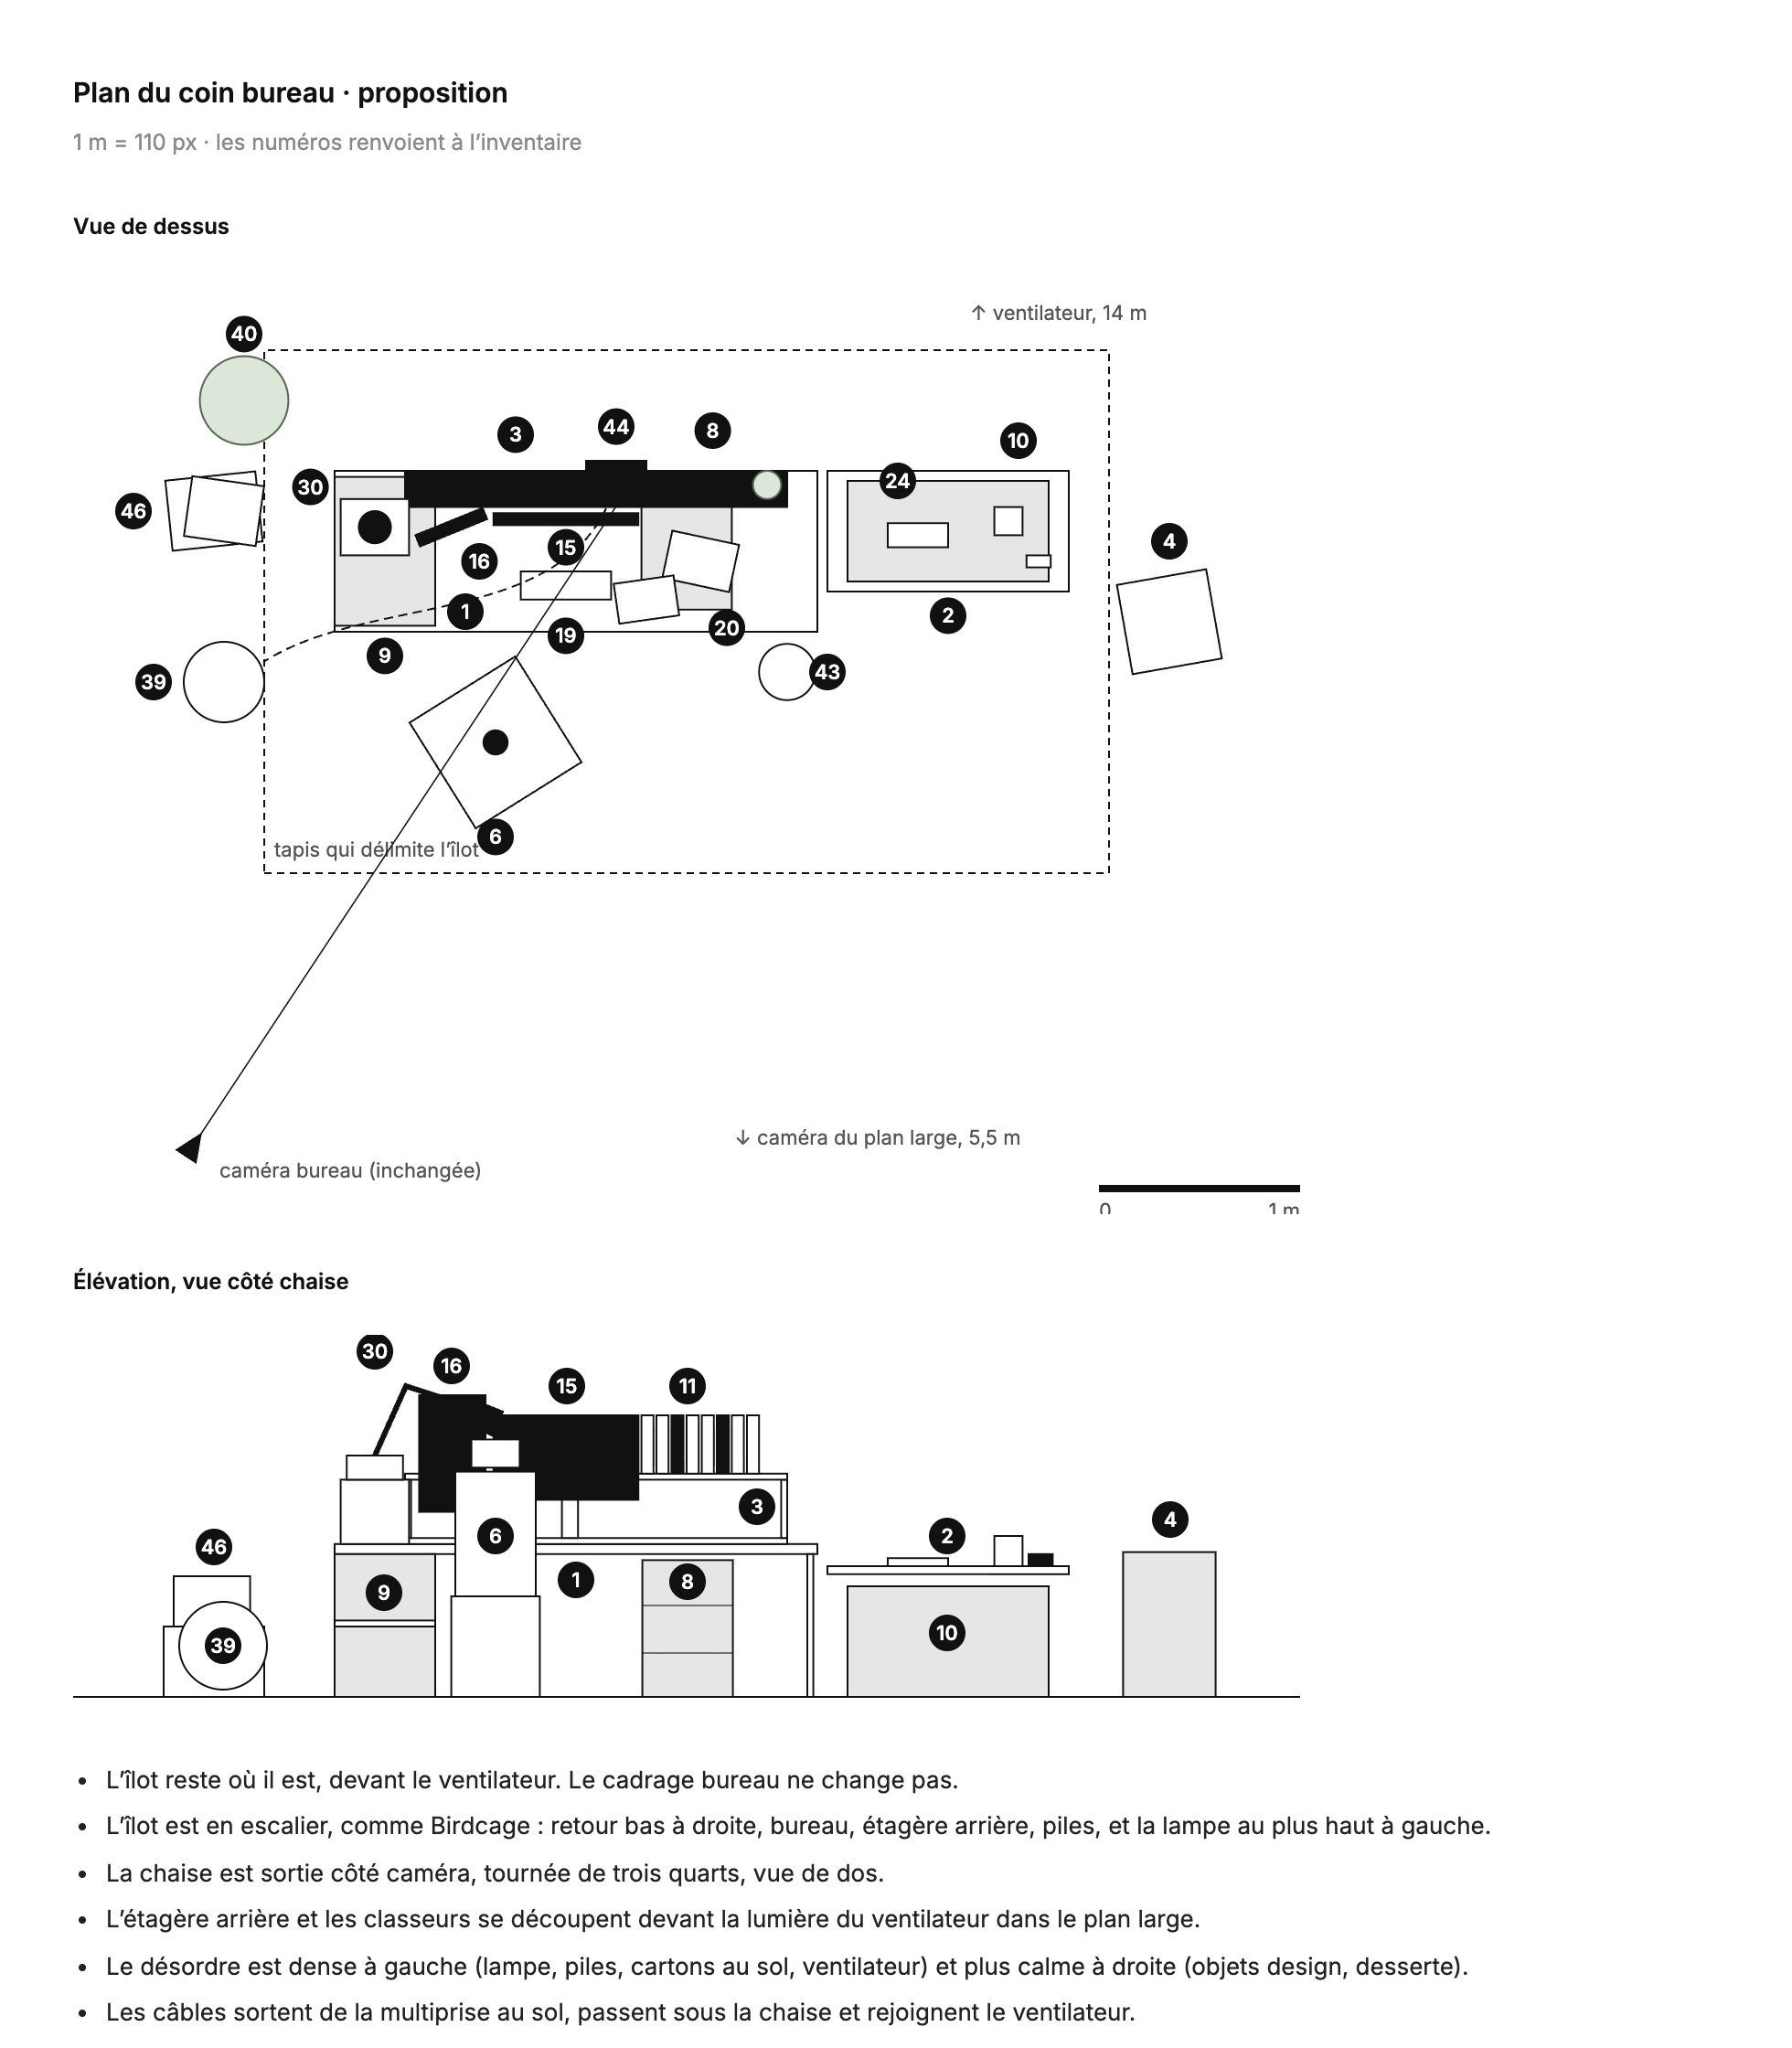 Plan du coin bureau · proposition
1 m = 110 px · les numéros renvoient à l’inventaire
Vue de dessus
↑ ventilateur, 14 m
40
3
44
8
10
30
24
46
4
16
15
1
2
9
19
20
39
43
6
tapis qui délimite l’îlot
↓ caméra du plan large, 5,5 m
caméra bureau (inchangée)
0
1 m
Élévation, vue côté chaise
30
16
15
11
3
6
46
2
4
9
1
8
39
10
• L’îlot reste où il est, devant le ventilateur. Le cadrage bureau ne change pas.
• L’îlot est en escalier, comme Birdcage : retour bas à droite, bureau, étagère arrière, piles, et la lampe au plus haut à gauche.
• La chaise est sortie côté caméra, tournée de trois quarts, vue de dos.
• L’étagère arrière et les classeurs se découpent devant la lumière du ventilateur dans le plan large.
• Le désordre est dense à gauche (lampe, piles, cartons au sol, ventilateur) et plus calme à droite (objets design, desserte).
• Les câbles sortent de la multiprise au sol, passent sous la chaise et rejoignent le ventilateur.